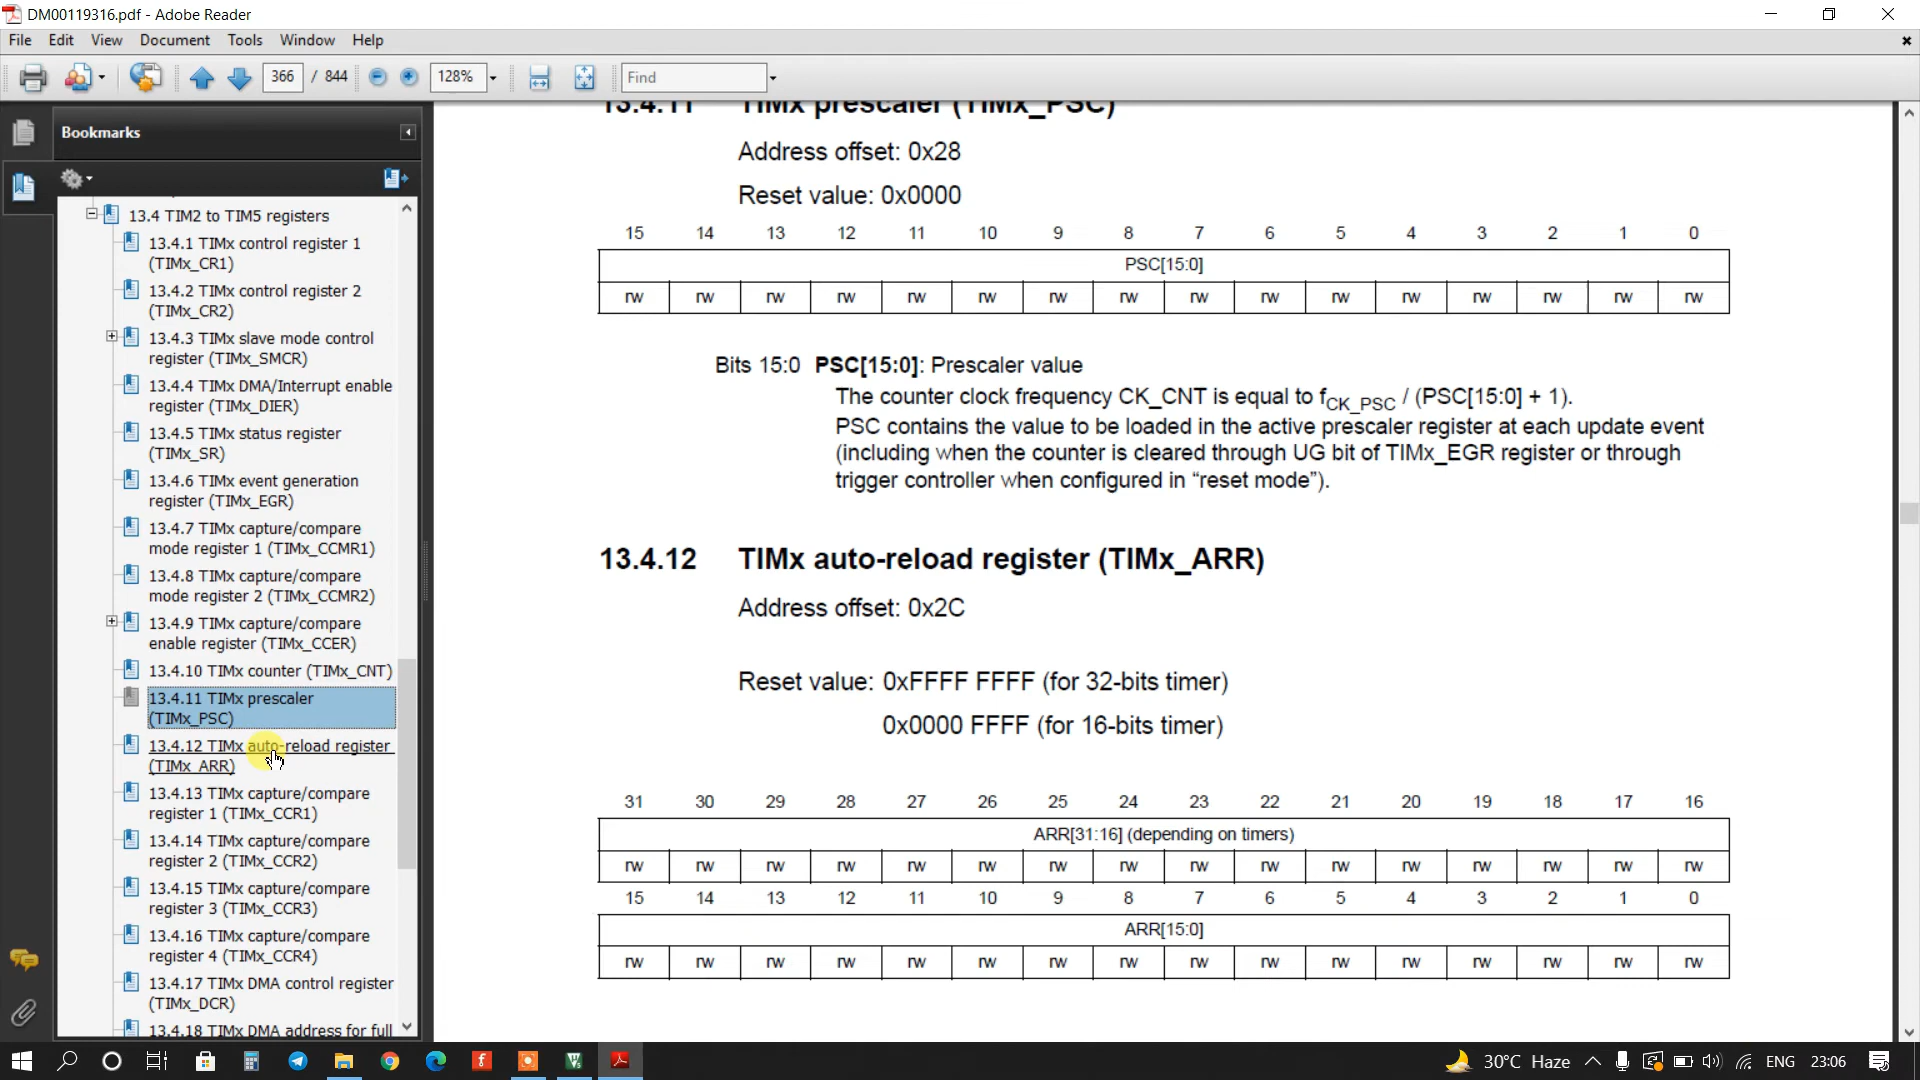 DM00119316.pdf - Adobe Reader
File Edit View Document Tools Window Help
366 / 844 128% Find
Bookmarks
13.4 TIM2 to TIM5 registers
13.4.1 TIMx control register 1
(TIMx_CR1)
13.4.2 TIMx control register 2
(TIMx_CR2)
13.4.3 TIMx slave mode control
register (TIMx_SMCR)
13.4.4 TIMx DMA/Interrupt enable
register (TIMx_DIER)
13.4.5 TIMx status register
(TIMx_SR)
13.4.6 TIMx event generation
register (TIMx_EGR)
13.4.7 TIMx capture/compare
mode register 1 (TIMx_CCMR1)
13.4.8 TIMx capture/compare
mode register 2 (TIMx_CCMR2)
13.4.9 TIMx capture/compare
enable register (TIMx_CCER)
13.4.10 TIMx counter (TIMx_CNT)
13.4.11 TIMx prescaler
(TIMx_PSC)
13.4.12 TIMx auto-reload register
(TIMx_ARR)
13.4.13 TIMx capture/compare
register 1 (TIMx_CCR1)
13.4.14 TIMx capture/compare
register 2 (TIMx_CCR2)
13.4.15 TIMx capture/compare
register 3 (TIMx_CCR3)
13.4.16 TIMx capture/compare
register 4 (TIMx_CCR4)
13.4.17 TIMx DMA control register
(TIMx_DCR)
13.4.18 TIMx DMA address for full
13.4.11 TIMx prescaler (TIMx_PSC)
Address offset: 0x28
Reset value: 0x0000
15 14 13 12 11 10 9 8 7 6 5 4 3 2 1 0
PSC[15:0]
rw rw rw rw rw rw rw rw rw rw rw rw rw rw rw rw
Bits 15:0 PSC[15:0]: Prescaler value
The counter clock frequency CK_CNT is equal to fCK_PSC / (PSC[15:0] + 1).
PSC contains the value to be loaded in the active prescaler register at each update event
(including when the counter is cleared through UG bit of TIMx_EGR register or through
trigger controller when configured in “reset mode”).
13.4.12 TIMx auto-reload register (TIMx_ARR)
Address offset: 0x2C
Reset value: 0xFFFF FFFF (for 32-bits timer)
0x0000 FFFF (for 16-bits timer)
31 30 29 28 27 26 25 24 23 22 21 20 19 18 17 16
ARR[31:16] (depending on timers)
rw rw rw rw rw rw rw rw rw rw rw rw rw rw rw rw
15 14 13 12 11 10 9 8 7 6 5 4 3 2 1 0
ARR[15:0]
rw rw rw rw rw rw rw rw rw rw rw rw rw rw rw rw
30°C Haze ENG 23:06